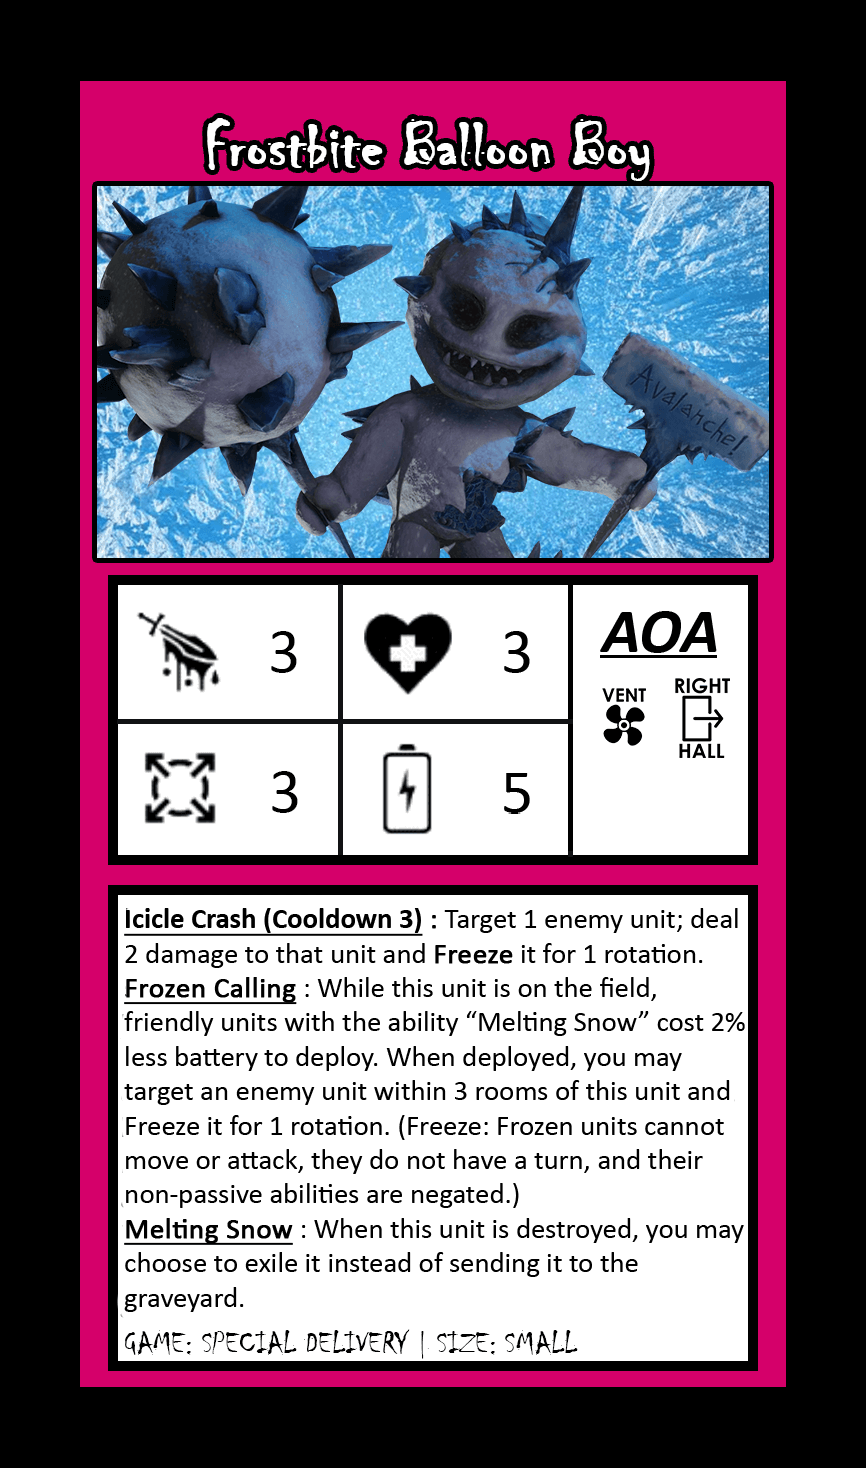 Frostbite Balloon Boy
Avalanche!
3
3
AOA
VENT
RIGHT
HALL
3
5
Icicle Crash (Cooldown 3) : Target 1 enemy unit; deal
2 damage to that unit and Freeze it for 1 rotation.
Frozen Calling : While this unit is on the field,
friendly units with the ability “Melting Snow” cost 2%
less battery to deploy. When deployed, you may
target an enemy unit within 3 rooms of this unit and
Freeze it for 1 rotation. (Freeze: Frozen units cannot
move or attack, they do not have a turn, and their
non-passive abilities are negated.)
Melting Snow : When this unit is destroyed, you may
choose to exile it instead of sending it to the
graveyard.
GAME: SPECIAL DELIVERY | SIZE: SMALL